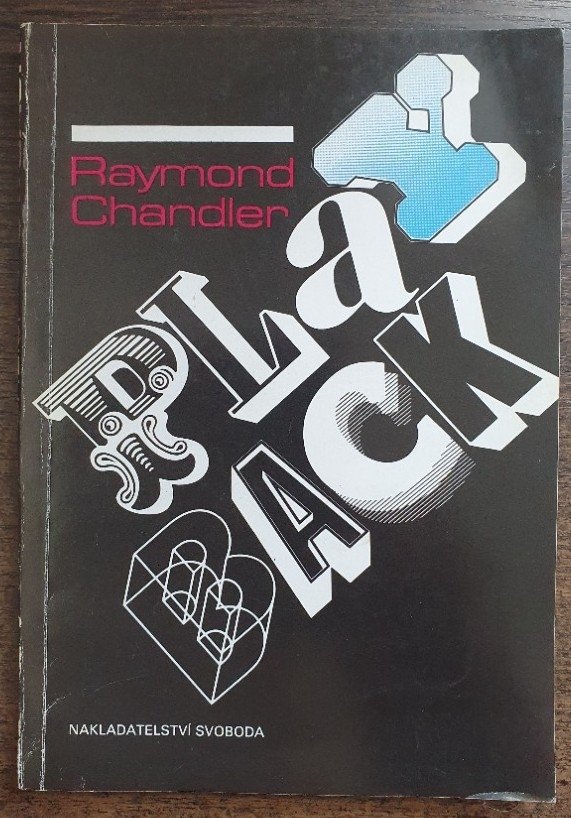 Raymond
Chandler
PLaY
BACK
NAKLADATELSTVÍ SVOBODA